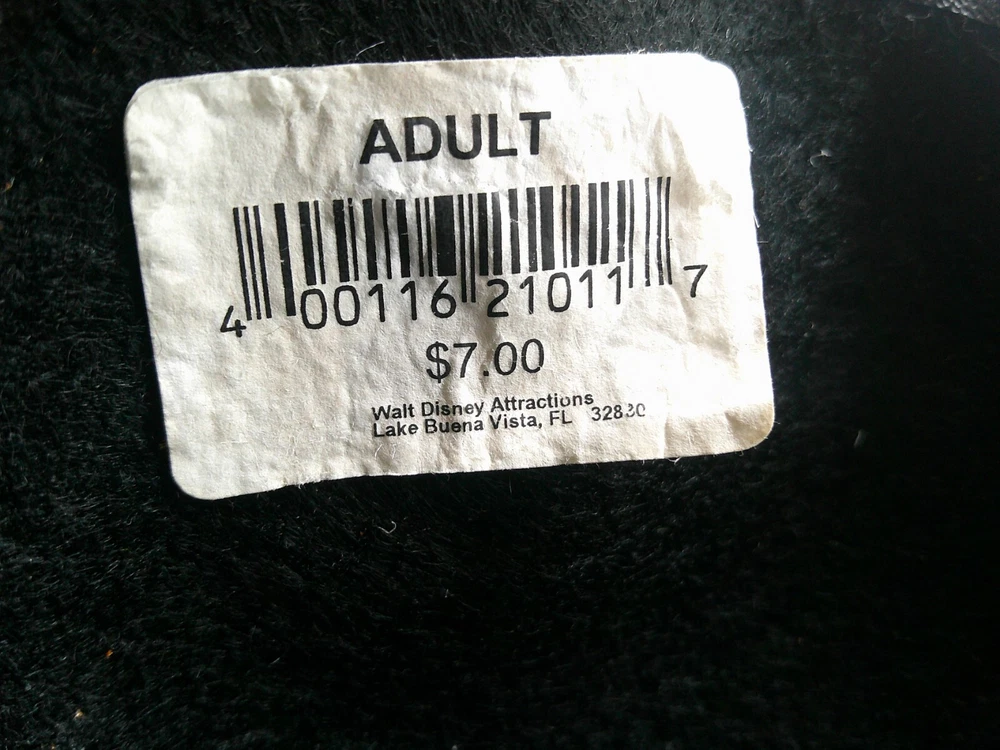 ADULT
4 00116 21011 7
$7.00
Walt Disney Attractions
Lake Buena Vista, FL 32830